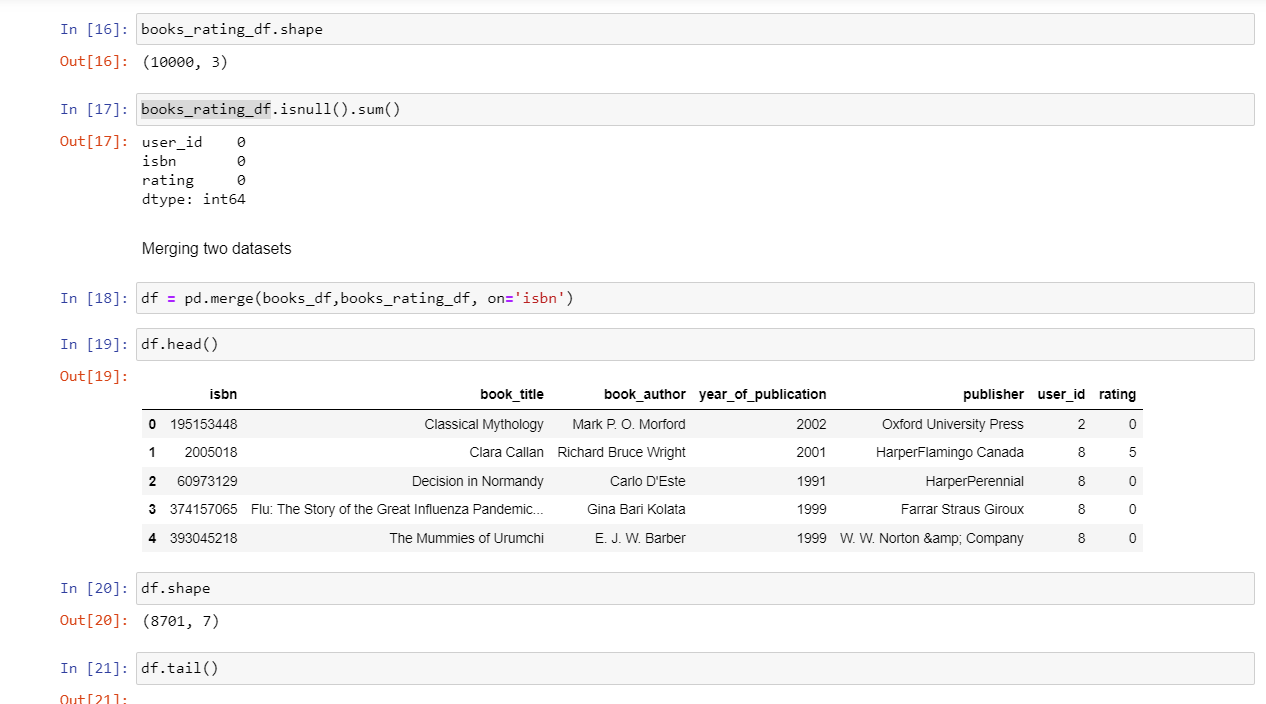 In [16]: books_rating_df.shape
Out[16]: (10000, 3)
In [17]: books_rating_df.isnull().sum()
Out[17]: user_id    0
isbn       0
rating     0
dtype: int64
Merging two datasets
In [18]: df = pd.merge(books_df,books_rating_df, on='isbn')
In [19]: df.head()
Out[19]:
isbn book_title book_author year_of_publication publisher user_id rating
0 195153448 Classical Mythology Mark P. O. Morford 2002 Oxford University Press 2 0
1 2005018 Clara Callan Richard Bruce Wright 2001 HarperFlamingo Canada 8 5
2 60973129 Decision in Normandy Carlo D'Este 1991 HarperPerennial 8 0
3 374157065 Flu: The Story of the Great Influenza Pandemic... Gina Bari Kolata 1999 Farrar Straus Giroux 8 0
4 393045218 The Mummies of Urumchi E. J. W. Barber 1999 W. W. Norton &amp; Company 8 0
In [20]: df.shape
Out[20]: (8701, 7)
In [21]: df.tail()
Out[21]: